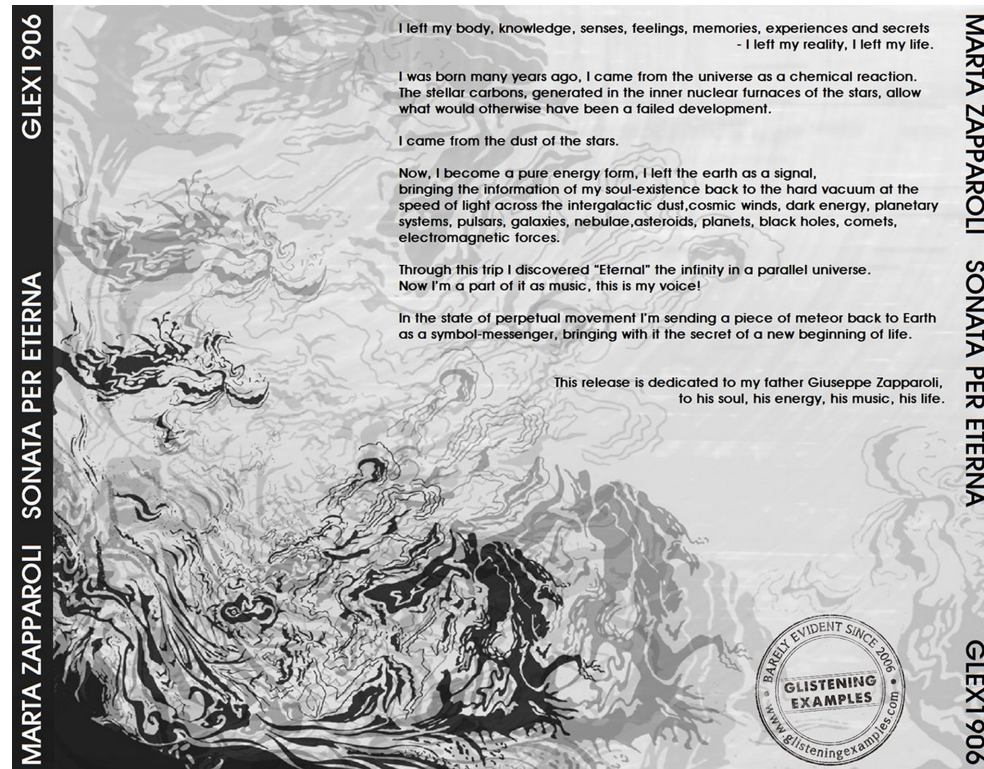 MARTA ZAPPAROLI SONATA PER ETERNA GLEX1906
I left my body, knowledge, senses, feelings, memories, experiences and secrets
- I left my reality, I left my life.
I was born many years ago, I came from the universe as a chemical reaction.
The stellar carbons, generated in the inner nuclear furnaces of the stars, allow
what would otherwise have been a failed development.
I came from the dust of the stars.
Now, I become a pure energy form, I left the earth as a signal,
bringing the information of my soul-existence back to the hard vacuum at the
speed of light across the intergalactic dust,cosmic winds, dark energy, planetary
systems, pulsars, galaxies, nebulae,asteroids, planets, black holes, comets,
electromagnetic forces.
Through this trip I discovered "Eternal" the infinity in a parallel universe.
Now I'm a part of it as music, this is my voice!
In the state of perpetual movement I'm sending a piece of meteor back to Earth
as a symbol-messenger, bringing with it the secret of a new beginning of life.
This release is dedicated to my father Giuseppe Zapparoli,
to his soul, his energy, his music, his life.
BARELY EVIDENT SINCE 2006
GLISTENING
EXAMPLES
www.glisteningexamples.com
MARTA ZAPPAROLI SONATA PER ETERNA GLEX1906